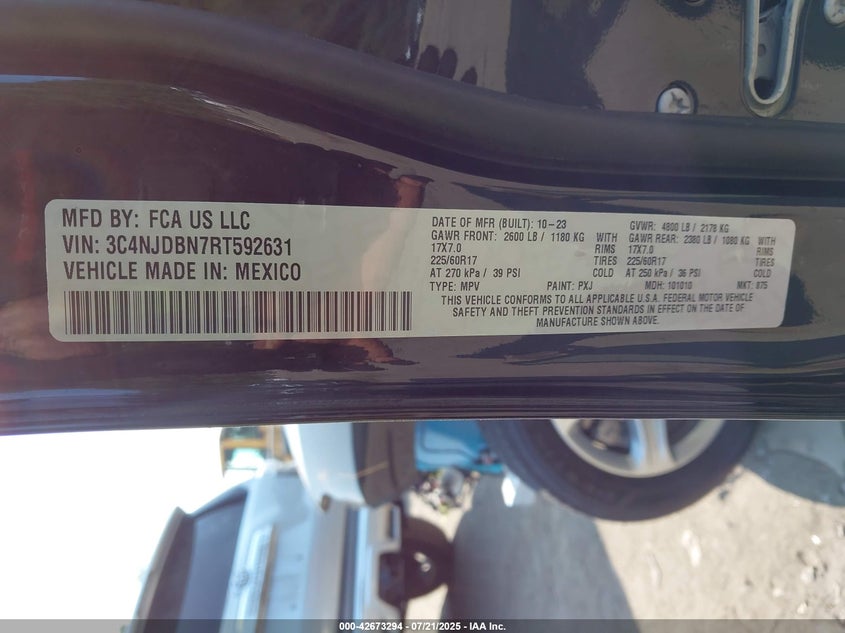 MFD BY: FCA US LLC
VIN: 3C4NJDBN7RT592631
VEHICLE MADE IN: MEXICO
DATE OF MFR (BUILT): 10-23 GVWR: 4800 LB / 2178 KG
GAWR FRONT: 2600 LB / 1180 KG WITH GAWR REAR: 2380 LB / 1080 KG WITH
17X7.0 RIMS 17X7.0 RIMS
225/60R17 TIRES 225/60R17 TIRES
AT 270 kPa / 39 PSI COLD AT 250 kPa / 36 PSI COLD
TYPE: MPV PAINT: PXJ MDH: 101010 MKT: 875
THIS VEHICLE CONFORMS TO ALL APPLICABLE U.S.A. FEDERAL MOTOR VEHICLE
SAFETY AND THEFT PREVENTION STANDARDS IN EFFECT ON THE DATE OF
MANUFACTURE SHOWN ABOVE.
000-42673294 - 07/21/2025 - IAA Inc.